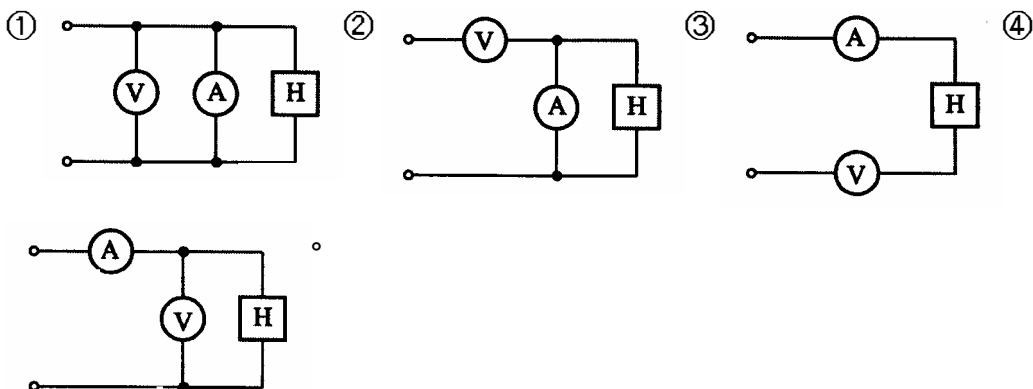 ① V A H
② V A H
③ A V H
④ A V H
。